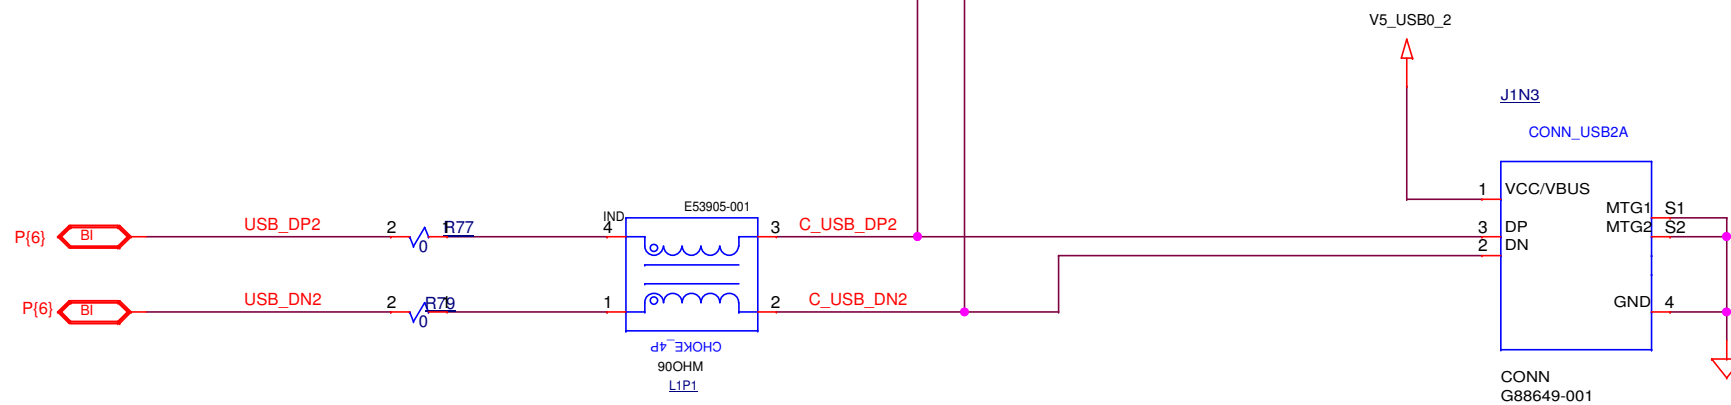 V5_USB0_2
J1N3
CONN_USB2A
1 VCC/VBUS
MTG1 S1
MTG2 S2
3 DP
2 DN
GND 4
CONN
G88649-001
P{6} BI USB_DP2 2 1 R77 0
IND E53905-001
4 3 C_USB_DP2
P{6} BI USB_DN2 2 1 R79 0
1 2 C_USB_DN2
CHOKE_4P
90OHM
L1P1